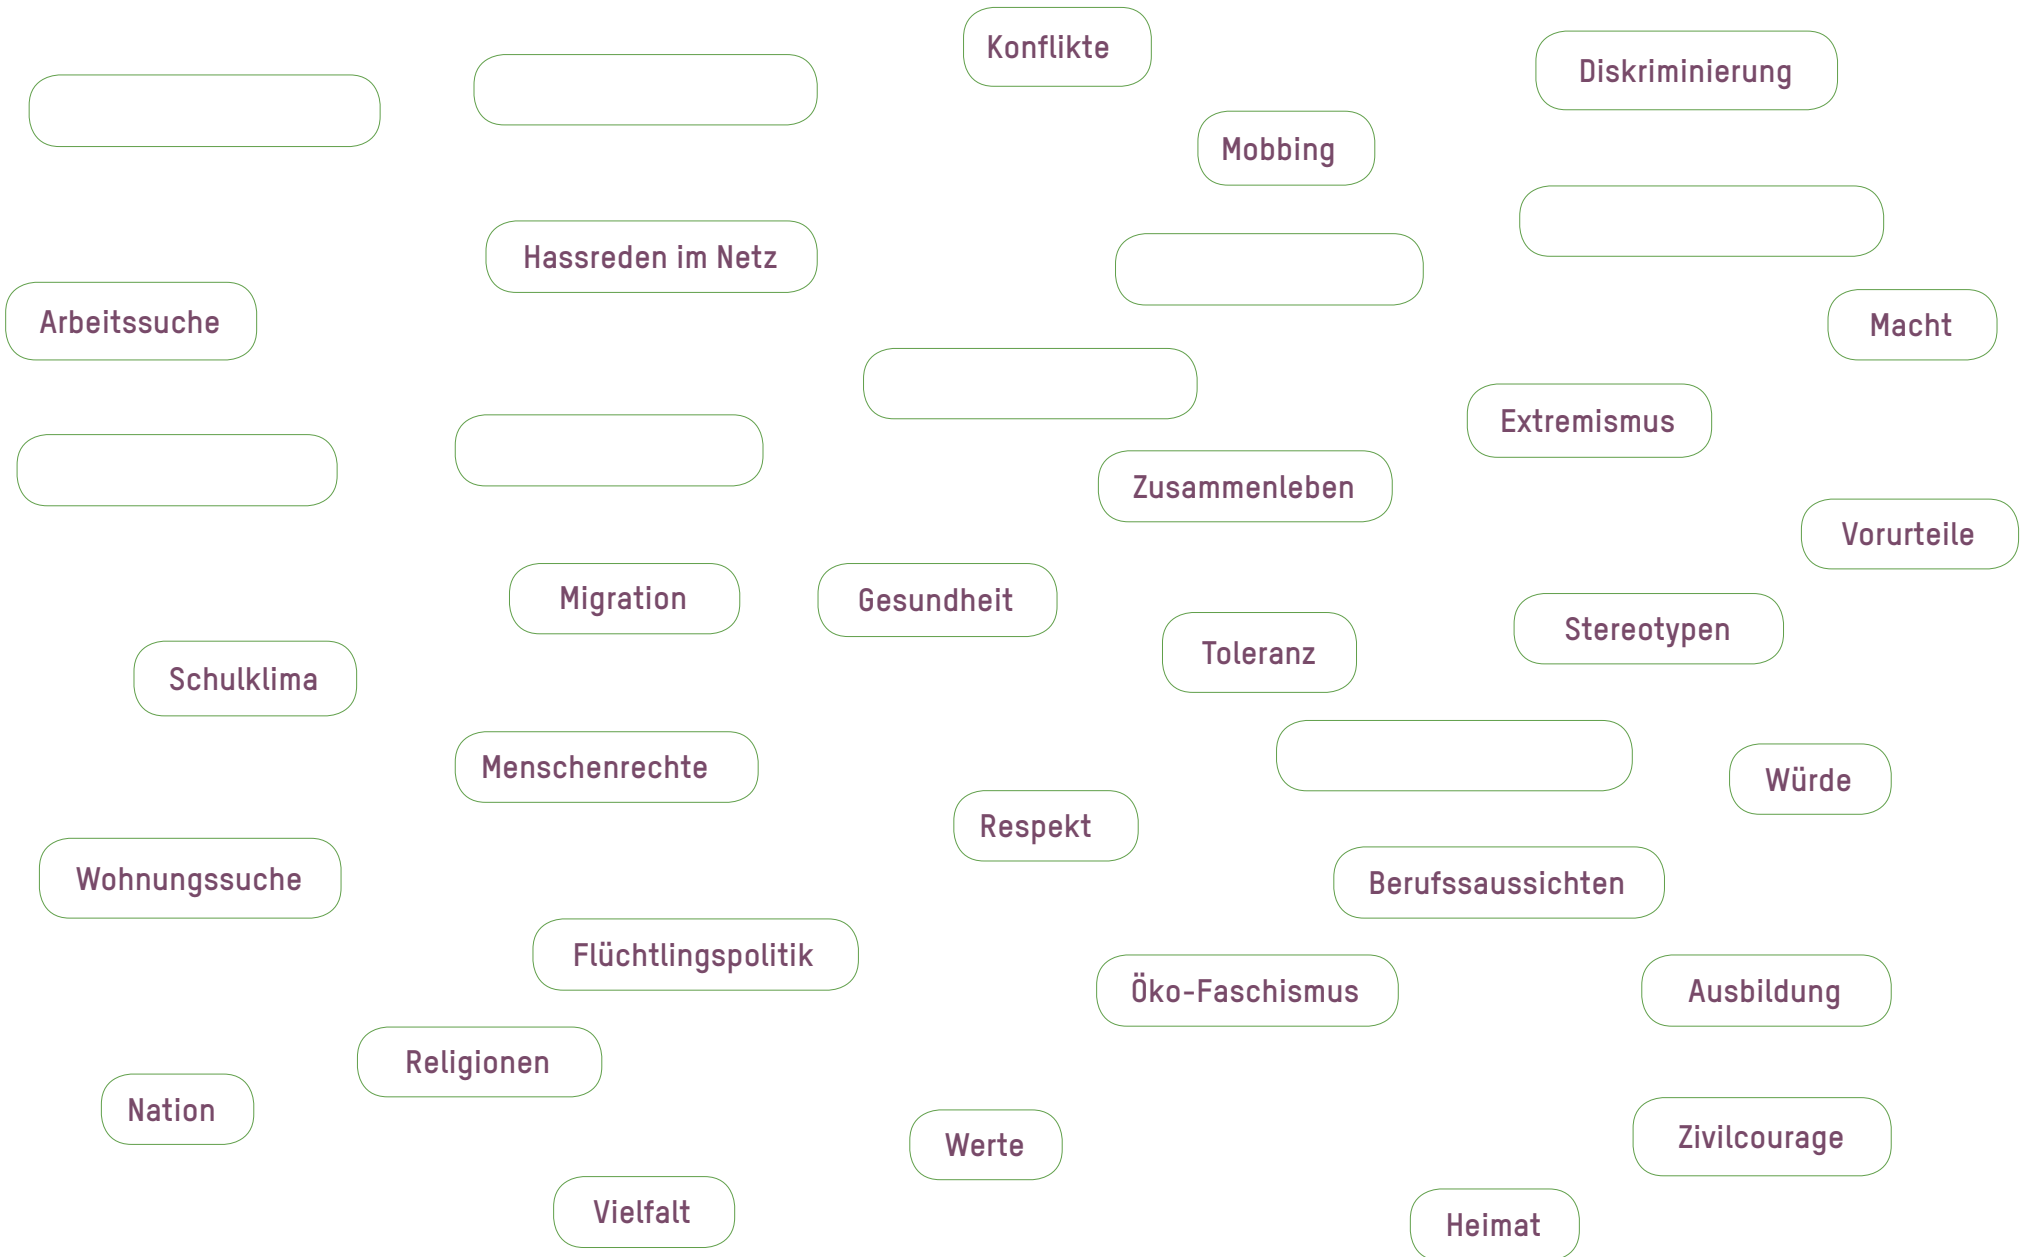 Konflikte
Diskriminierung
Mobbing
Hassreden im Netz
Arbeitssuche
Macht
Extremismus
Zusammenleben
Vorurteile
Migration
Gesundheit
Stereotypen
Toleranz
Schulklima
Menschenrechte
Würde
Respekt
Wohnungssuche
Berufssaussichten
Flüchtlingspolitik
Öko-Faschismus
Ausbildung
Religionen
Nation
Zivilcourage
Werte
Vielfalt
Heimat